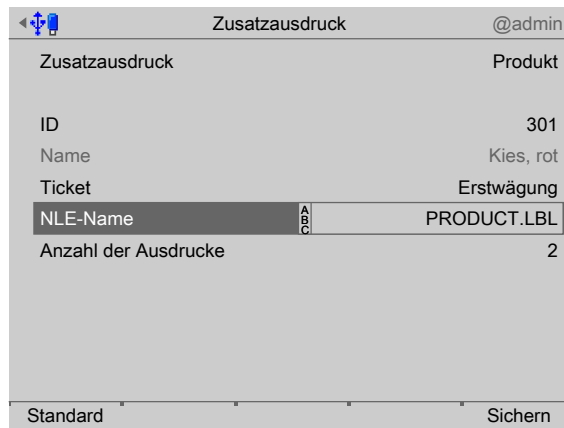 Zusatzausdruck @admin
Zusatzausdruck Produkt
ID 301
Name Kies, rot
Ticket Erstwägung
NLE-Name ABC PRODUCT.LBL
Anzahl der Ausdrucke 2
Standard Sichern